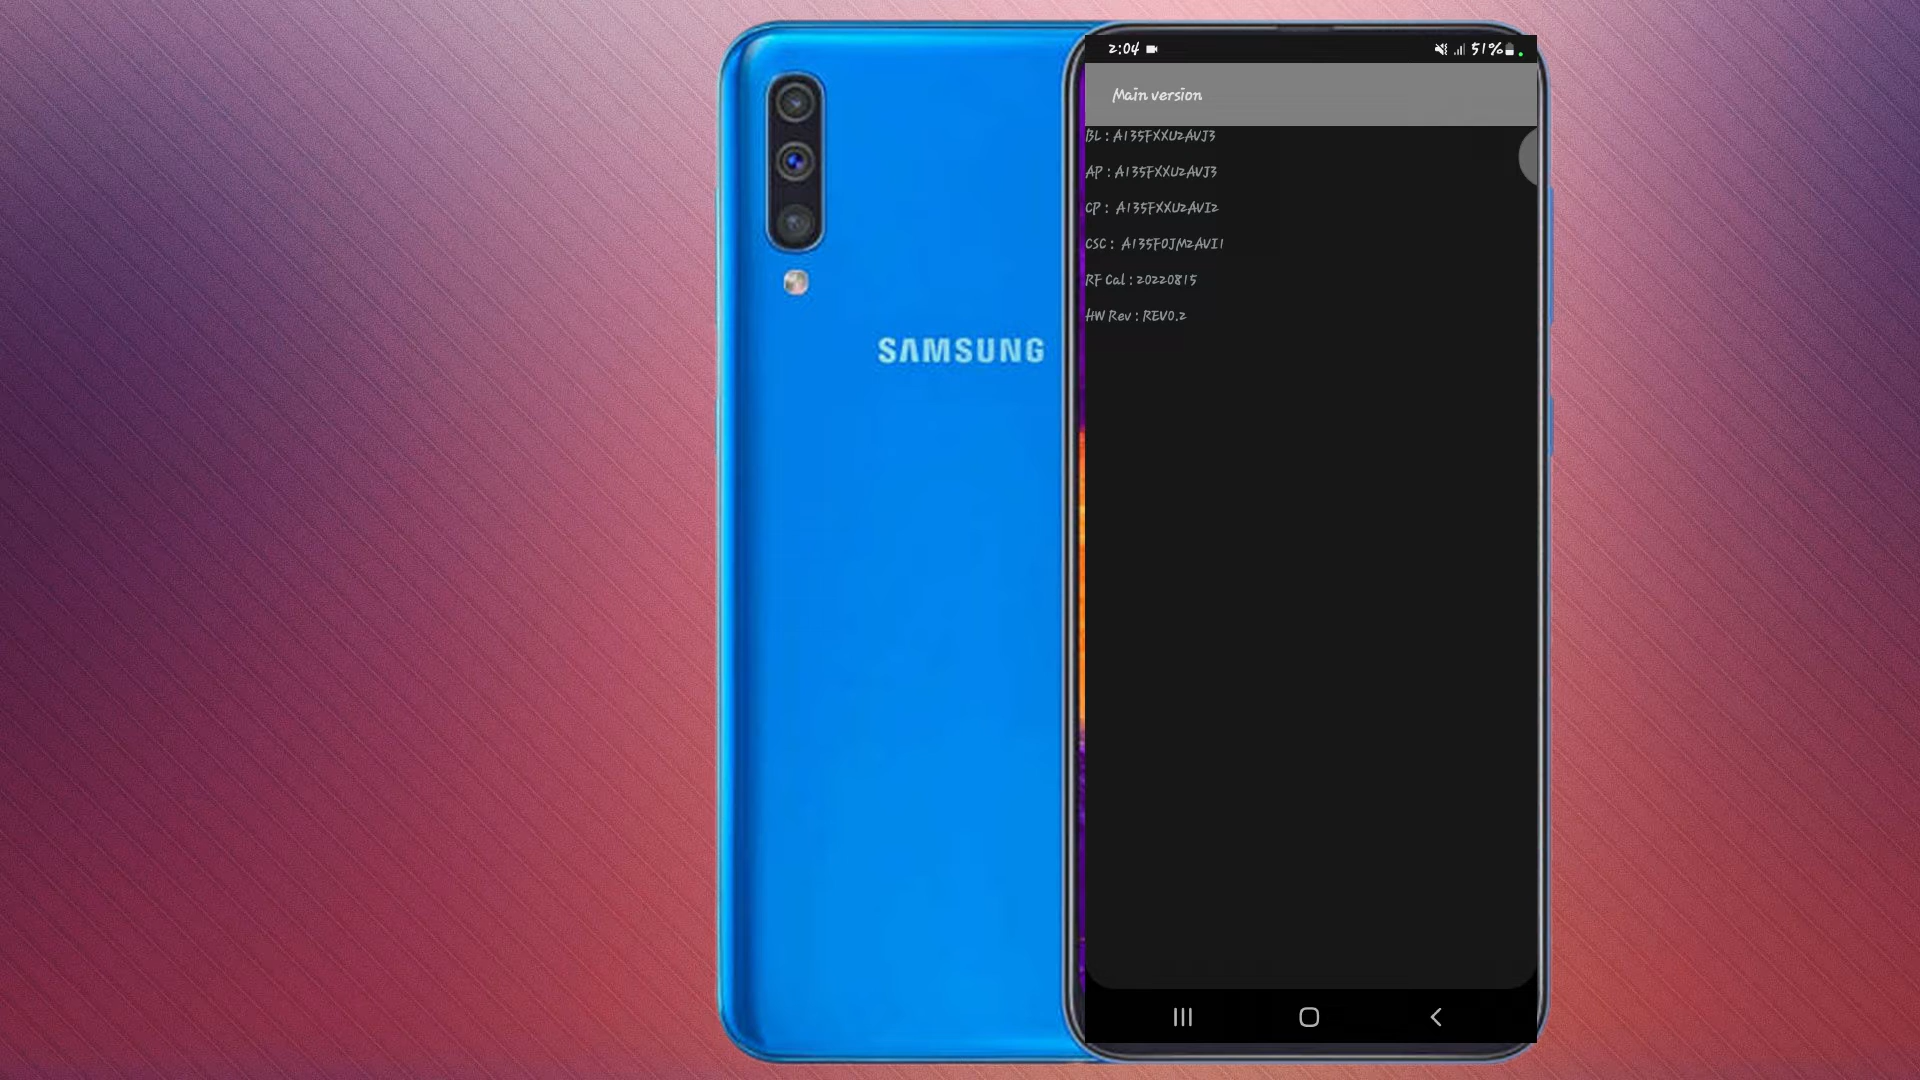 SAMSUNG
2:04
51%
Main version
BL : A135FXXU2AVJ3
AP : A135FXXU2AVJ3
CP : A135FXXU2AVI2
CSC : A135FOJM2AVI1
RF Cal : 20220815
HW Rev : REV0.2